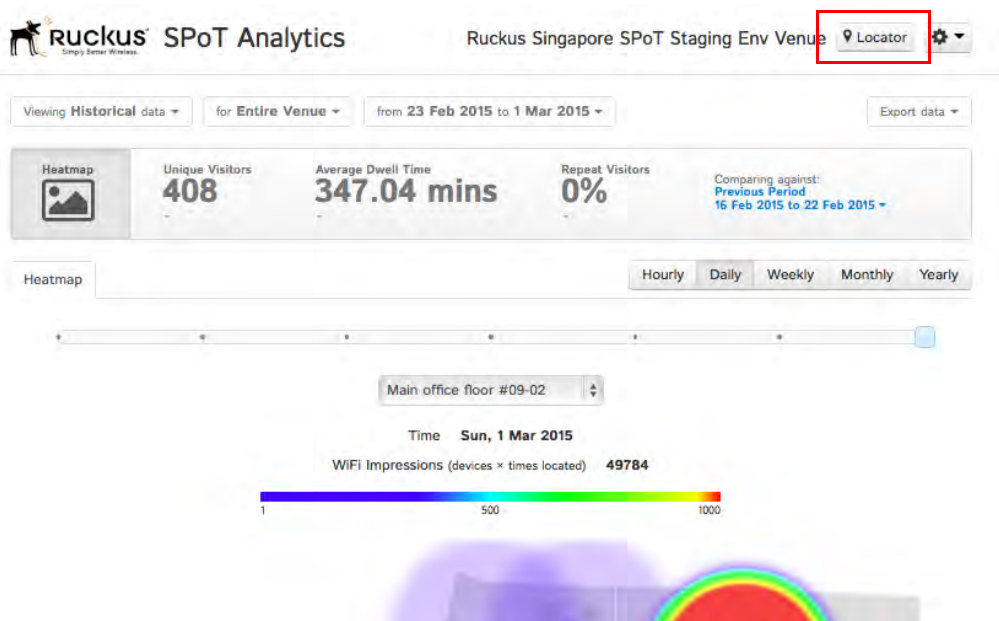 RUCKUS SPoT Analytics
Simply Better Wireless.
Ruckus Singapore SPoT Staging Env Venue
Locator
Viewing Historical data
for Entire Venue
from 23 Feb 2015 to 1 Mar 2015
Export data
Heatmap
Unique Visitors
408
-
Average Dwell Time
347.04 mins
-
Repeat Visitors
0%
-
Comparing against:
Previous Period
16 Feb 2015 to 22 Feb 2015
Heatmap
Hourly Daily Weekly Monthly Yearly
Main office floor #09-02
Time Sun, 1 Mar 2015
WiFi Impressions (devices × times located) 49784
1 500 1000